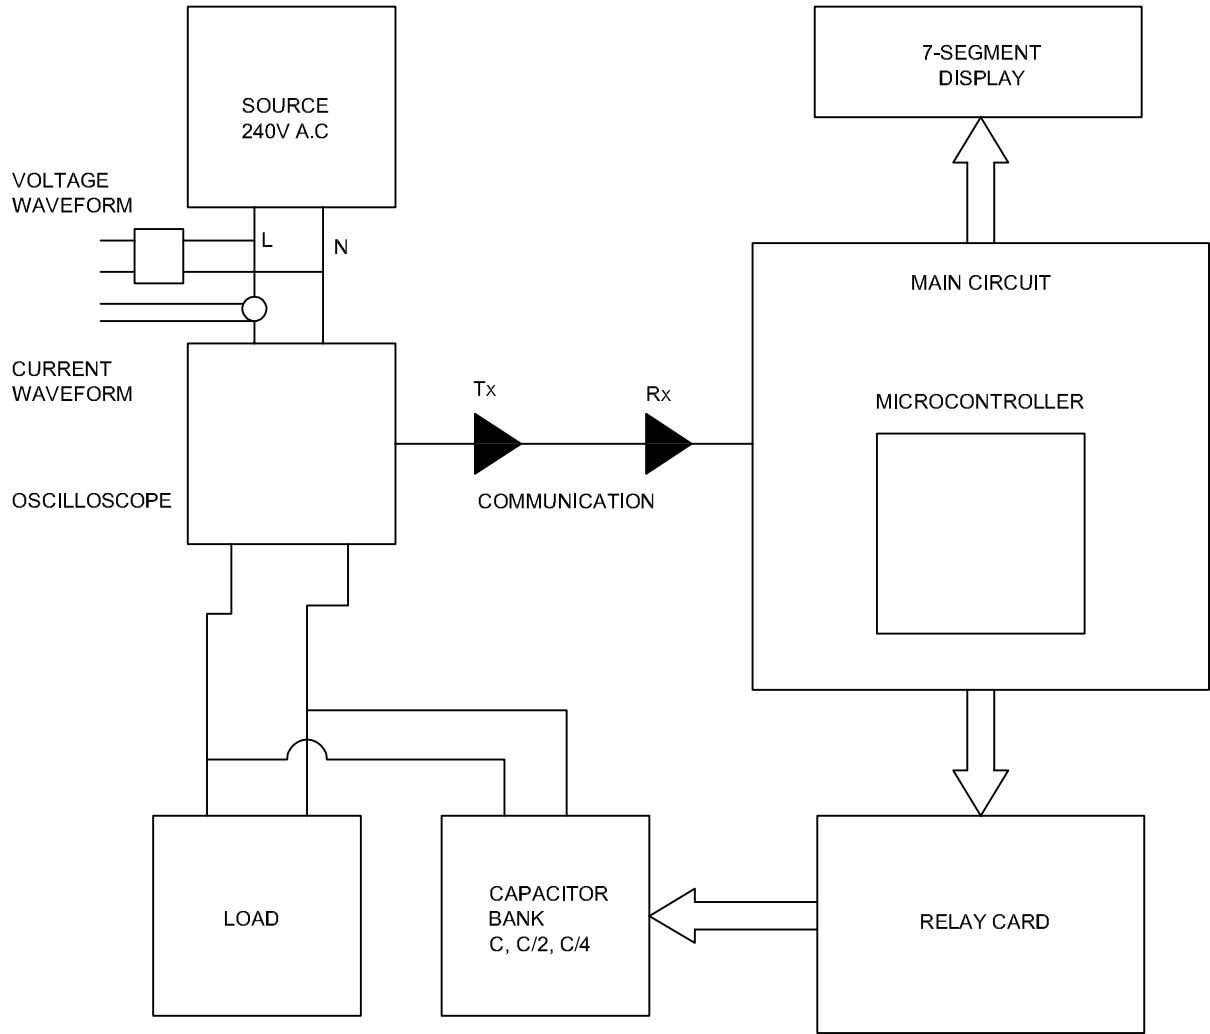 SOURCE
240V A.C
7-SEGMENT
DISPLAY
VOLTAGE
WAVEFORM
L
N
MAIN CIRCUIT
CURRENT
WAVEFORM
Tx
Rx
MICROCONTROLLER
OSCILLOSCOPE
COMMUNICATION
LOAD
CAPACITOR
BANK
C, C/2, C/4
RELAY CARD